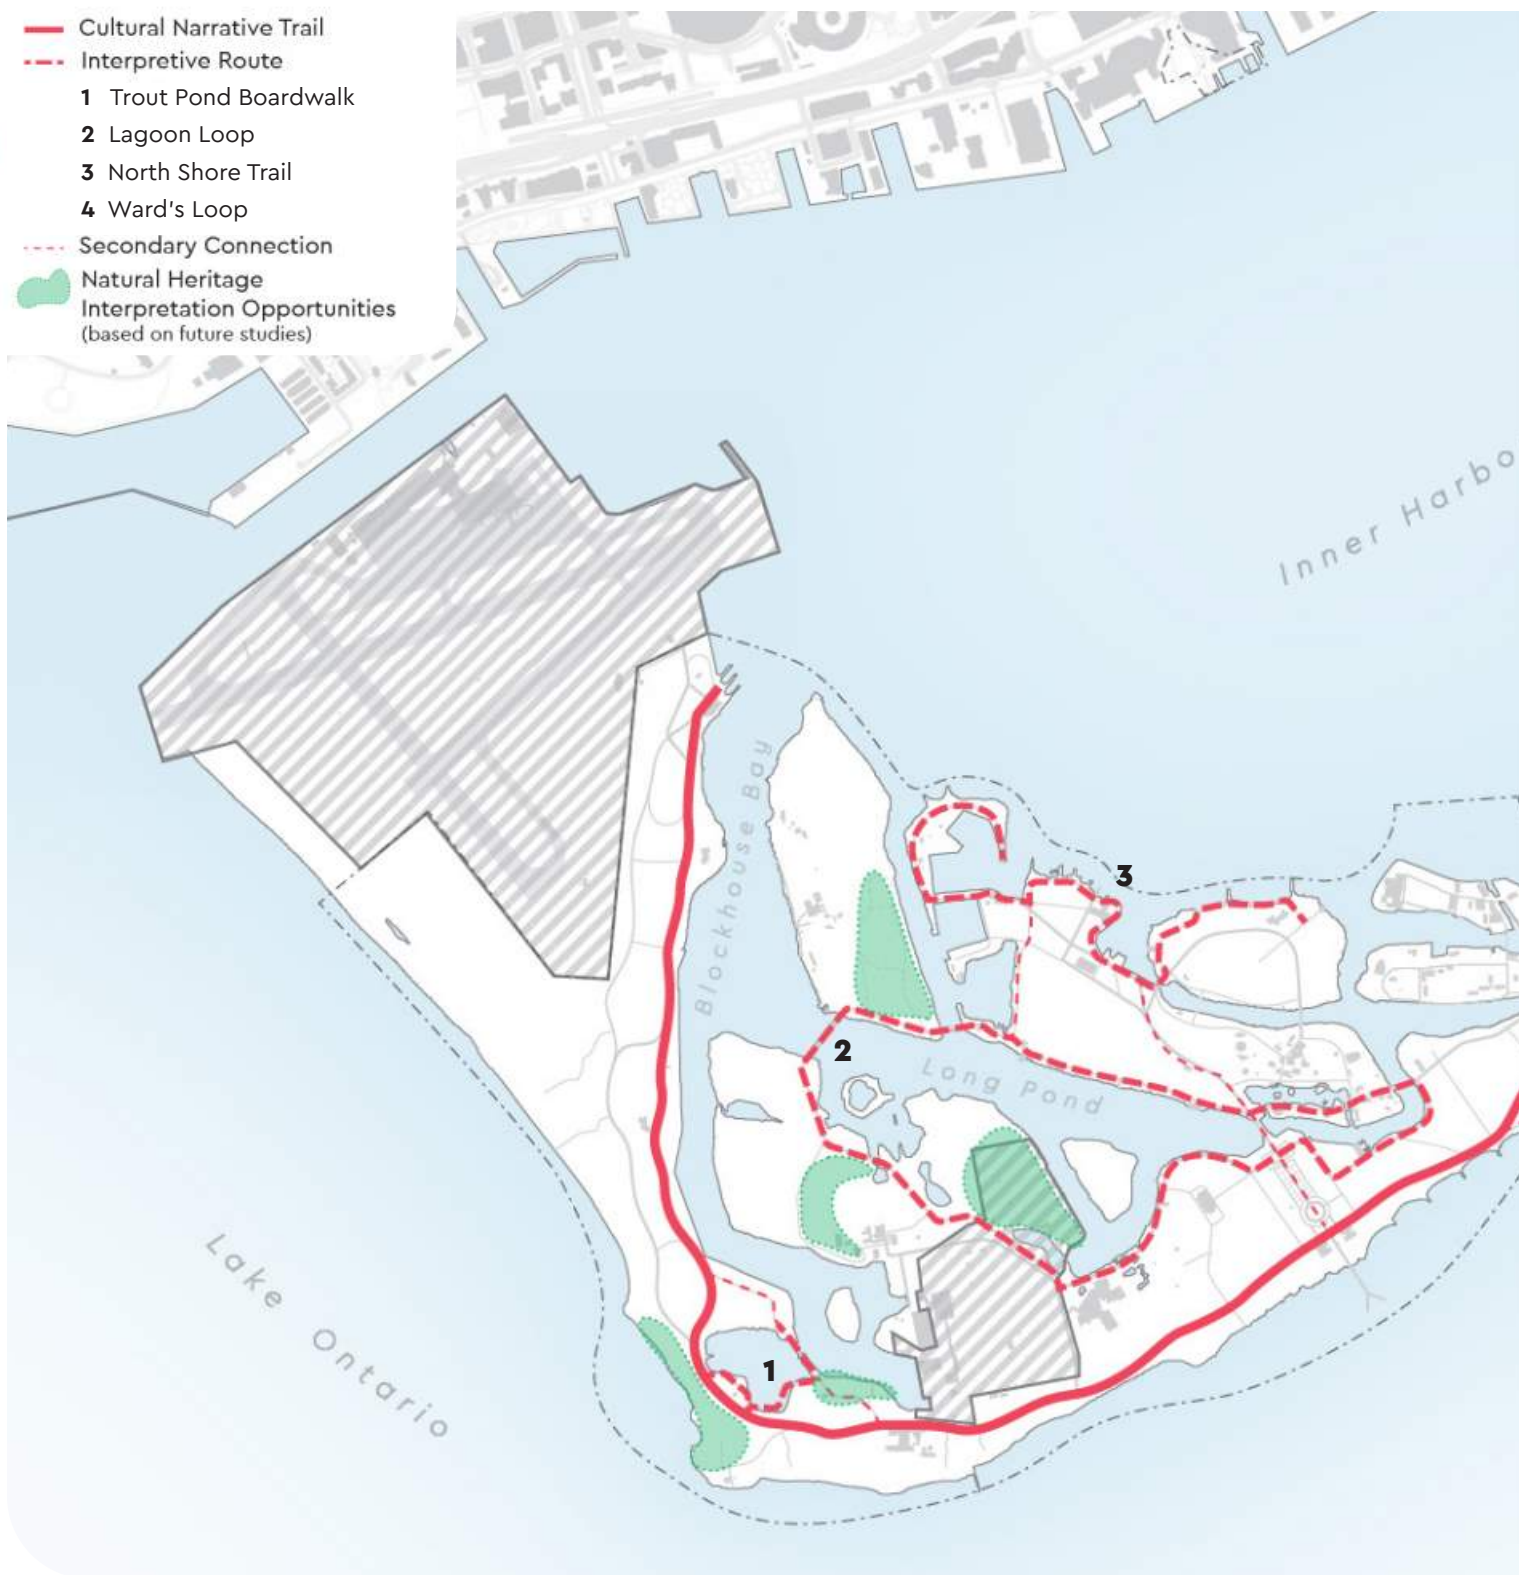 Cultural Narrative Trail
Interpretive Route
1 Trout Pond Boardwalk
2 Lagoon Loop
3 North Shore Trail
4 Ward's Loop
Secondary Connection
Natural Heritage
Interpretation Opportunities
(based on future studies)
Inner Harbo
Blockhouse Bay
3
2
Long Pond
Lake Ontario
1